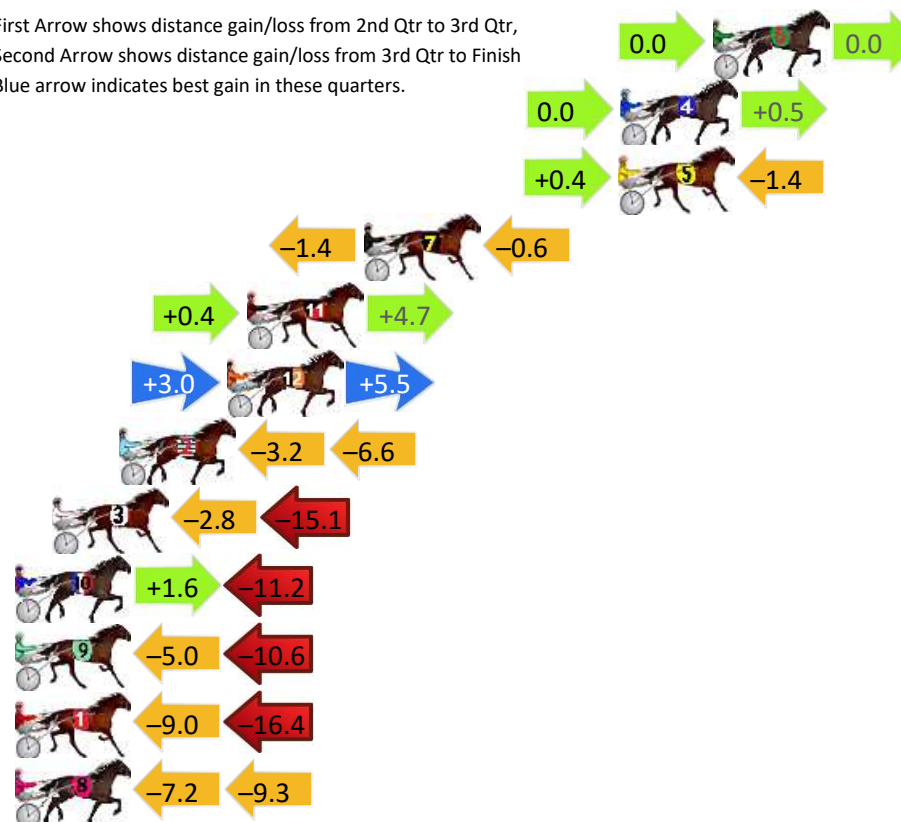 First Arrow shows distance gain/loss from 2nd Qtr to 3rd Qtr,
Second Arrow shows distance gain/loss from 3rd Qtr to Finish
Blue arrow indicates best gain in these quarters.
0.0 6 0.0
0.0 4 +0.5
+0.4 5 –1.4
–1.4 7 –0.6
+0.4 11 +4.7
+3.0 12 +5.5
2 –3.2 –6.6
3 –2.8 –15.1
10 +1.6 –11.2
9 –5.0 –10.6
1 –9.0 –16.4
8 –7.2 –9.3